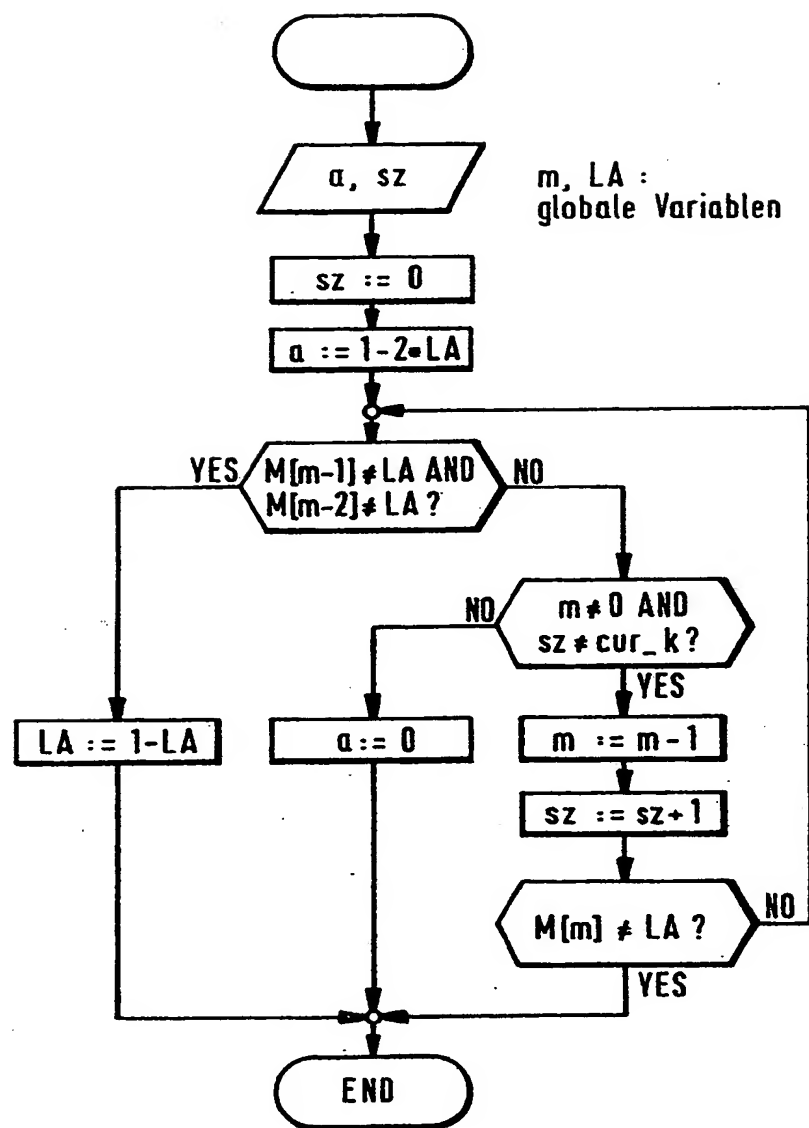 a, sz
m, LA :
globale Variablen
sz := 0
a := 1-2*LA
YES
M[m-1]≠LA AND
M[m-2]≠LA ?
NO
NO
m≠0 AND
sz≠cur_k ?
YES
LA := 1-LA
a := 0
m := m-1
sz := sz+1
M[m] ≠ LA ?
NO
YES
END